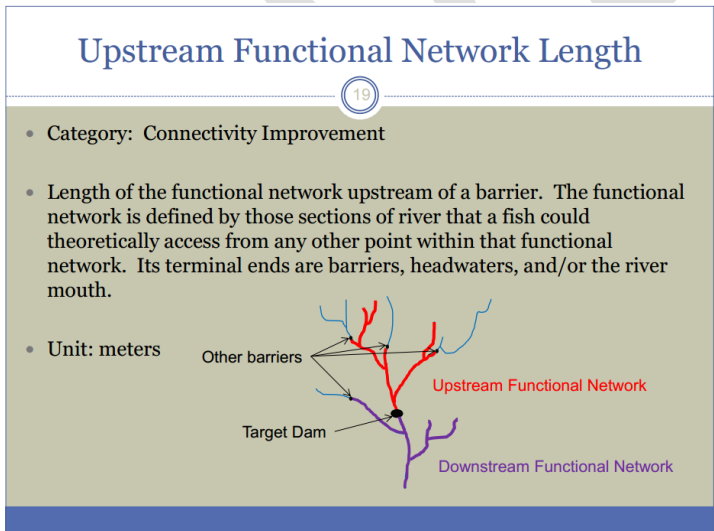 Upstream Functional Network Length
19
• Category: Connectivity Improvement
• Length of the functional network upstream of a barrier. The functional
network is defined by those sections of river that a fish could
theoretically access from any other point within that functional
network. Its terminal ends are barriers, headwaters, and/or the river
mouth.
• Unit: meters
Other barriers
Upstream Functional Network
Target Dam
Downstream Functional Network